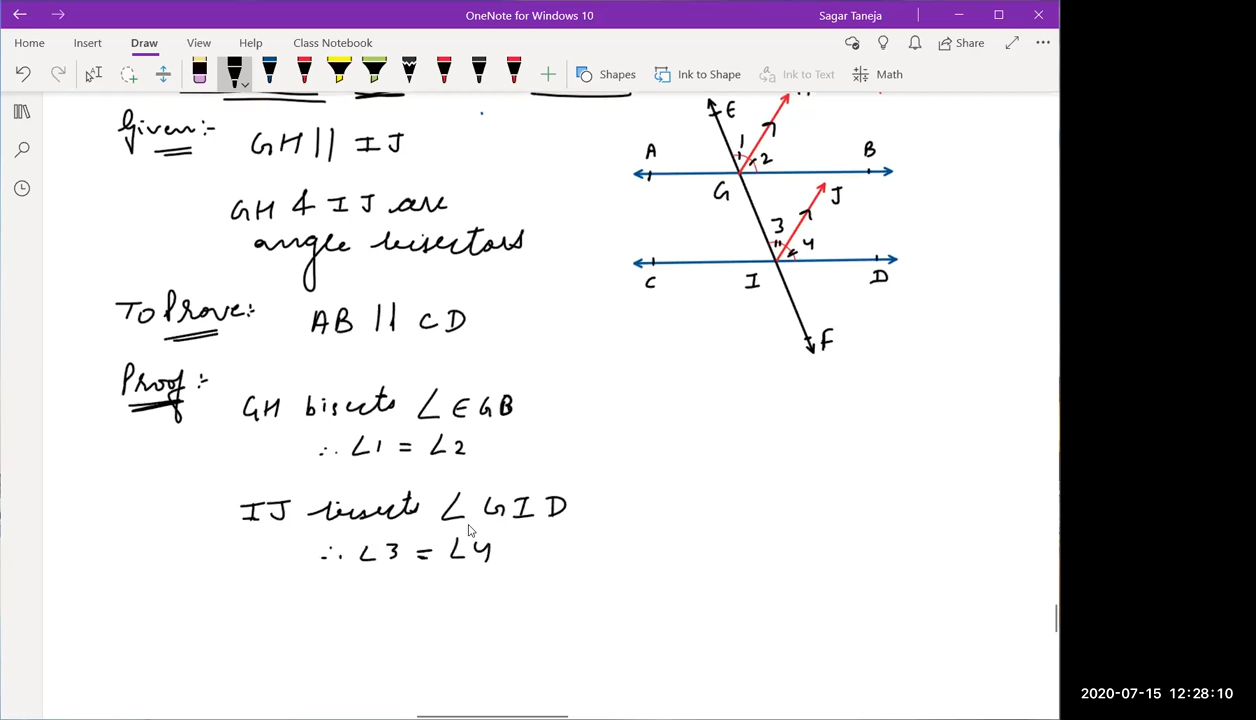 OneNote for Windows 10
Sagar Taneja
Home Insert Draw View Help Class Notebook
Share
Shapes Ink to Shape Ink to Text Math
Given:-
GH || IJ
GH & IJ are
angle bisectors
To Prove:-
AB || CD
Proof:-
GH bisects ∠EGB
∴ ∠1 = ∠2
IJ bisects ∠GID
∴ ∠3 = ∠4
E
1
2
A
B
G
J
3
4
C
I
D
F
2020-07-15 12:28:10